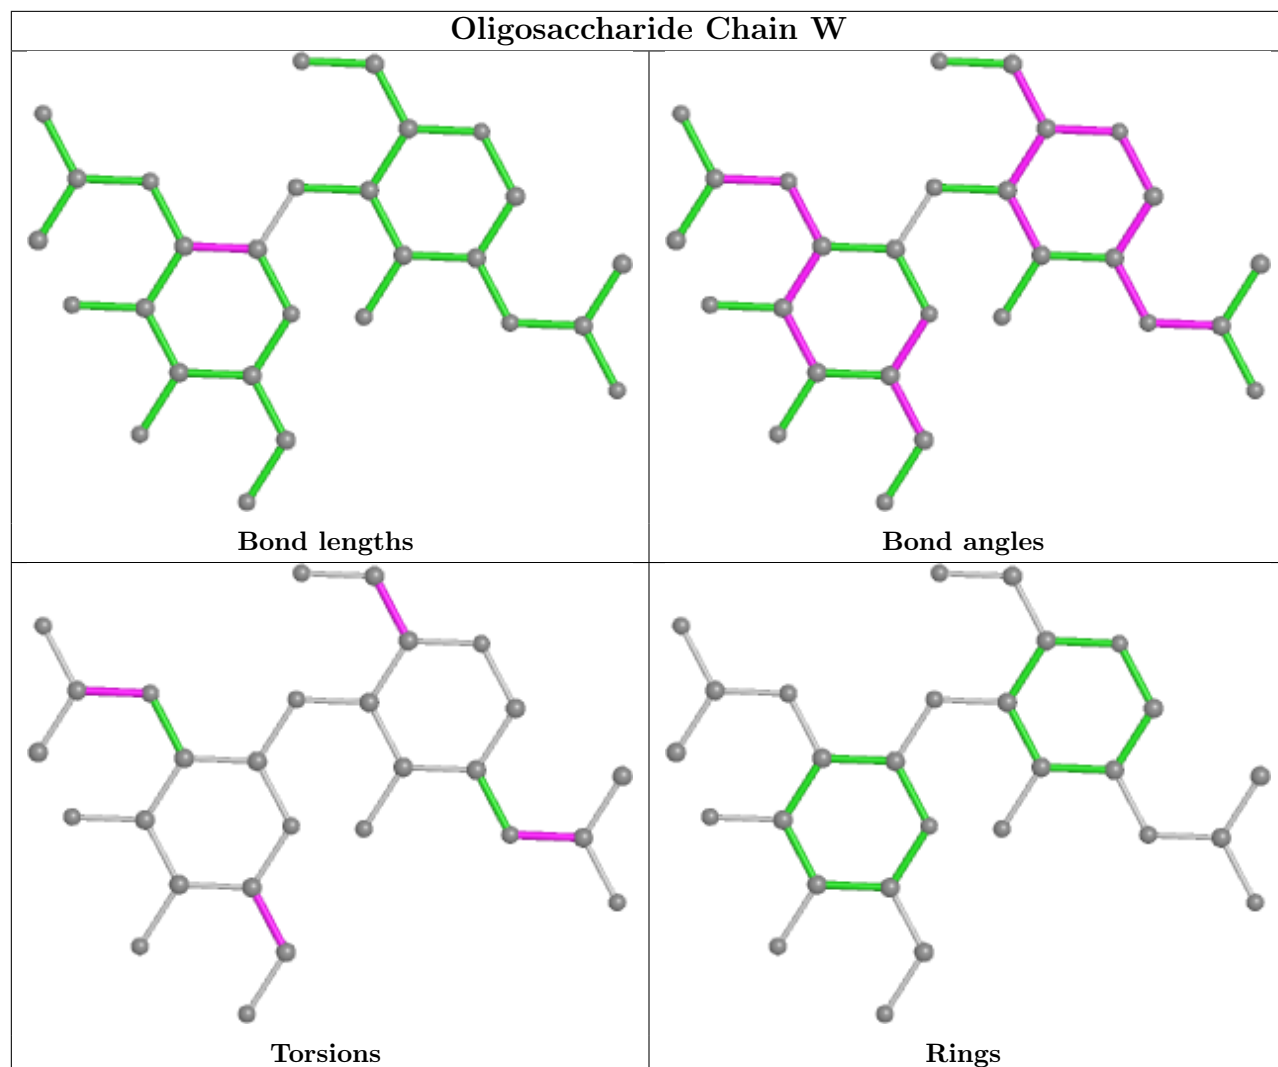 Oligosaccharide Chain W
Bond lengths
Bond angles
Torsions
Rings